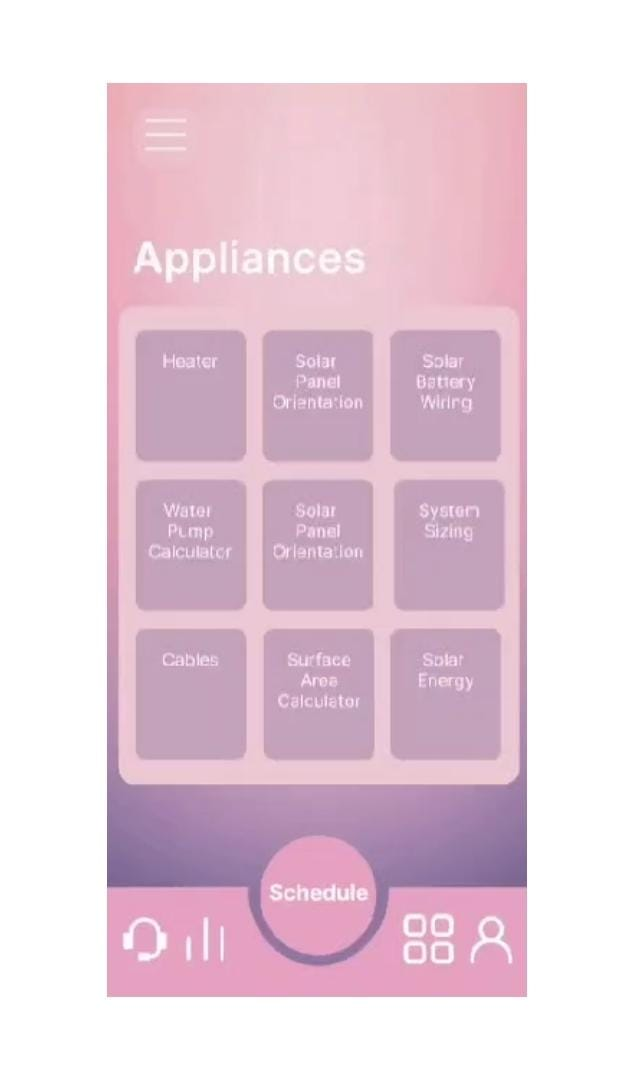 Appliances
Heater
Solar
Panel
Orientation
Solar
Battery
Wiring
Water
Pump
Calculator
Solar
Panel
Orientation
System
Sizing
Cables
Surface
Area
Calculator
Solar
Energy
Schedule